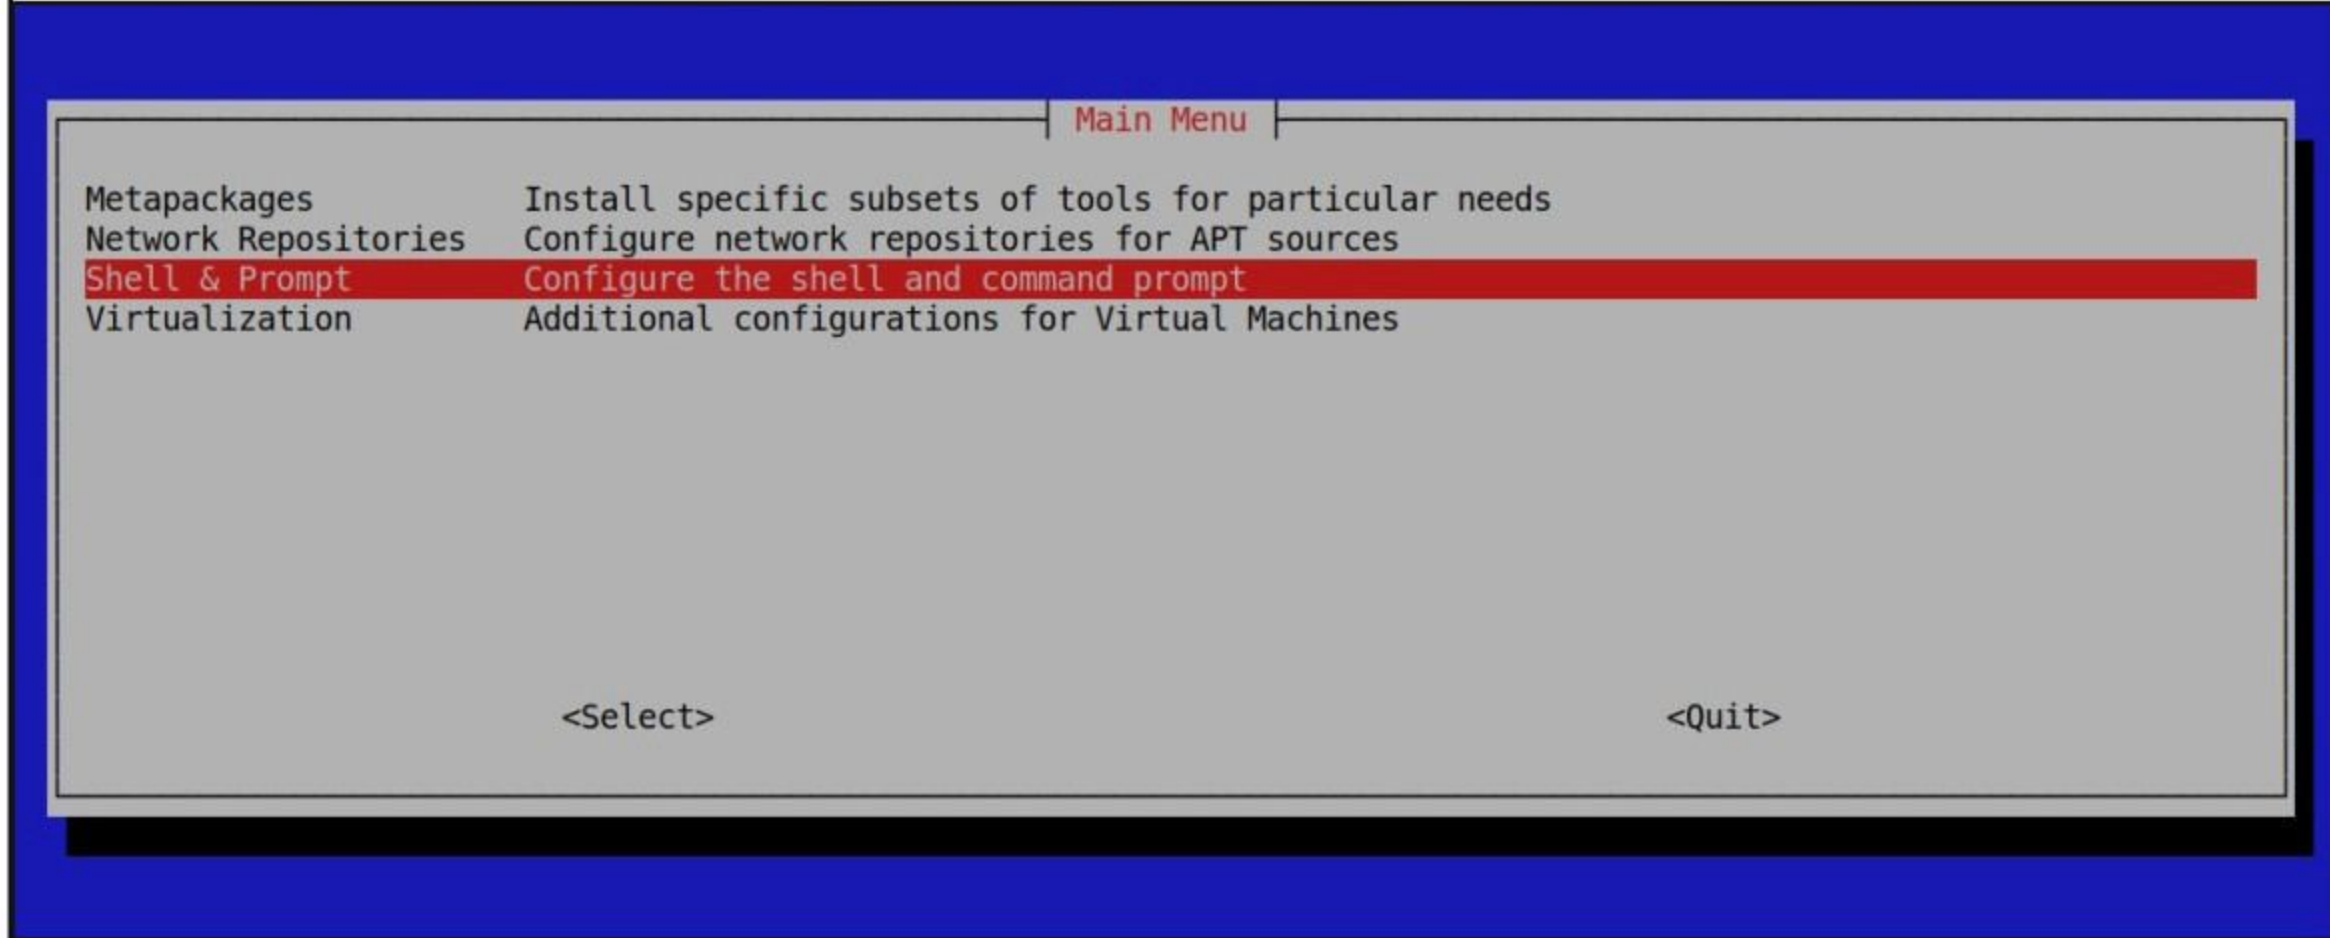 Main Menu
Metapackages Install specific subsets of tools for particular needs
Network Repositories Configure network repositories for APT sources
Shell & Prompt Configure the shell and command prompt
Virtualization Additional configurations for Virtual Machines
<Select> <Quit>